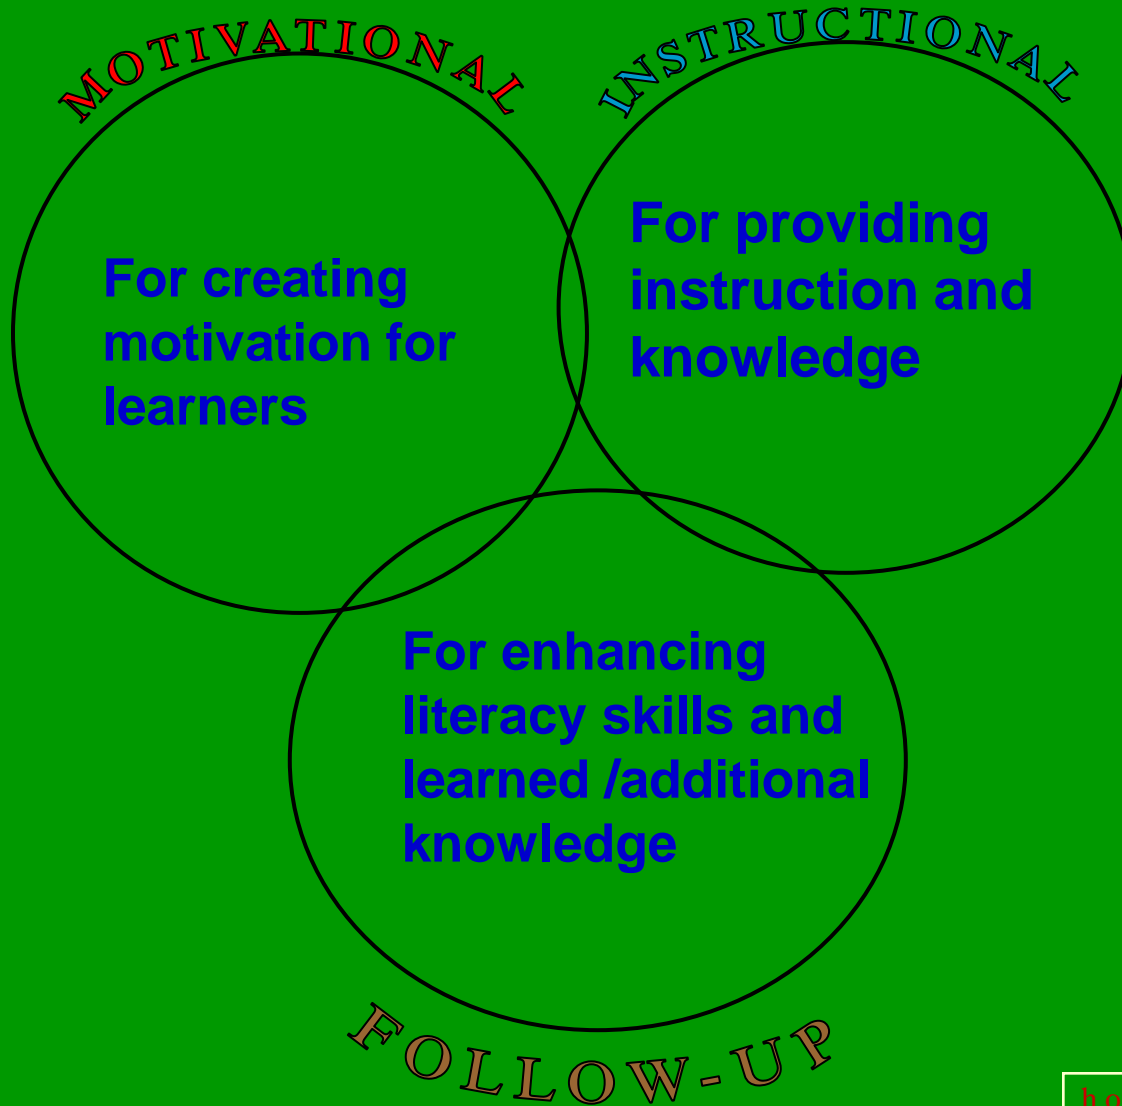 MOTIVATIONAL
INSTRUCTIONAL
For creating
motivation for
learners
For providing
instruction and
knowledge
For enhancing
literacy skills and
learned /additional
knowledge
FOLLOW-UP